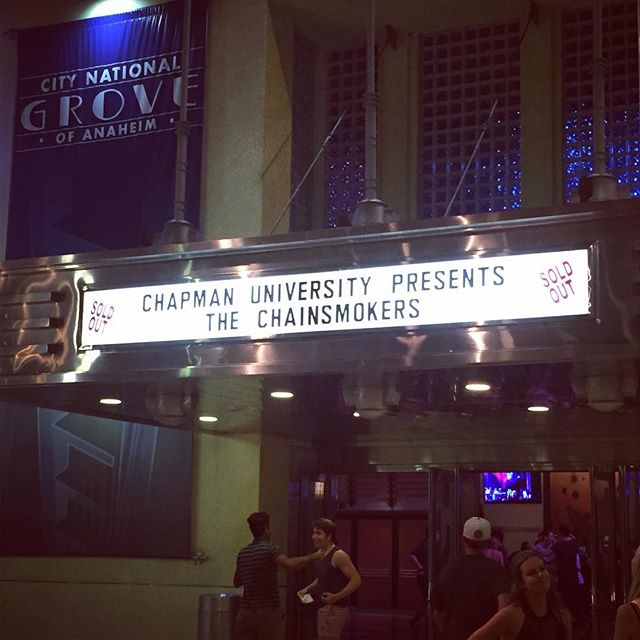 CITY NATIONAL
GROVE
OF ANAHEIM
SOLD
OUT
CHAPMAN UNIVERSITY PRESENTS
THE CHAINSMOKERS
SOLD
OUT